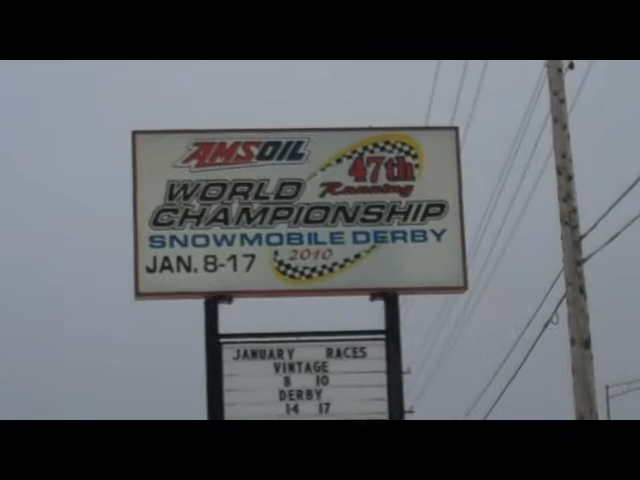 AMSOIL
47th
Running
WORLD
CHAMPIONSHIP
SNOWMOBILE DERBY
JAN. 8-17 2010
JANUARY RACES
VINTAGE
8 10
DERBY
14 17